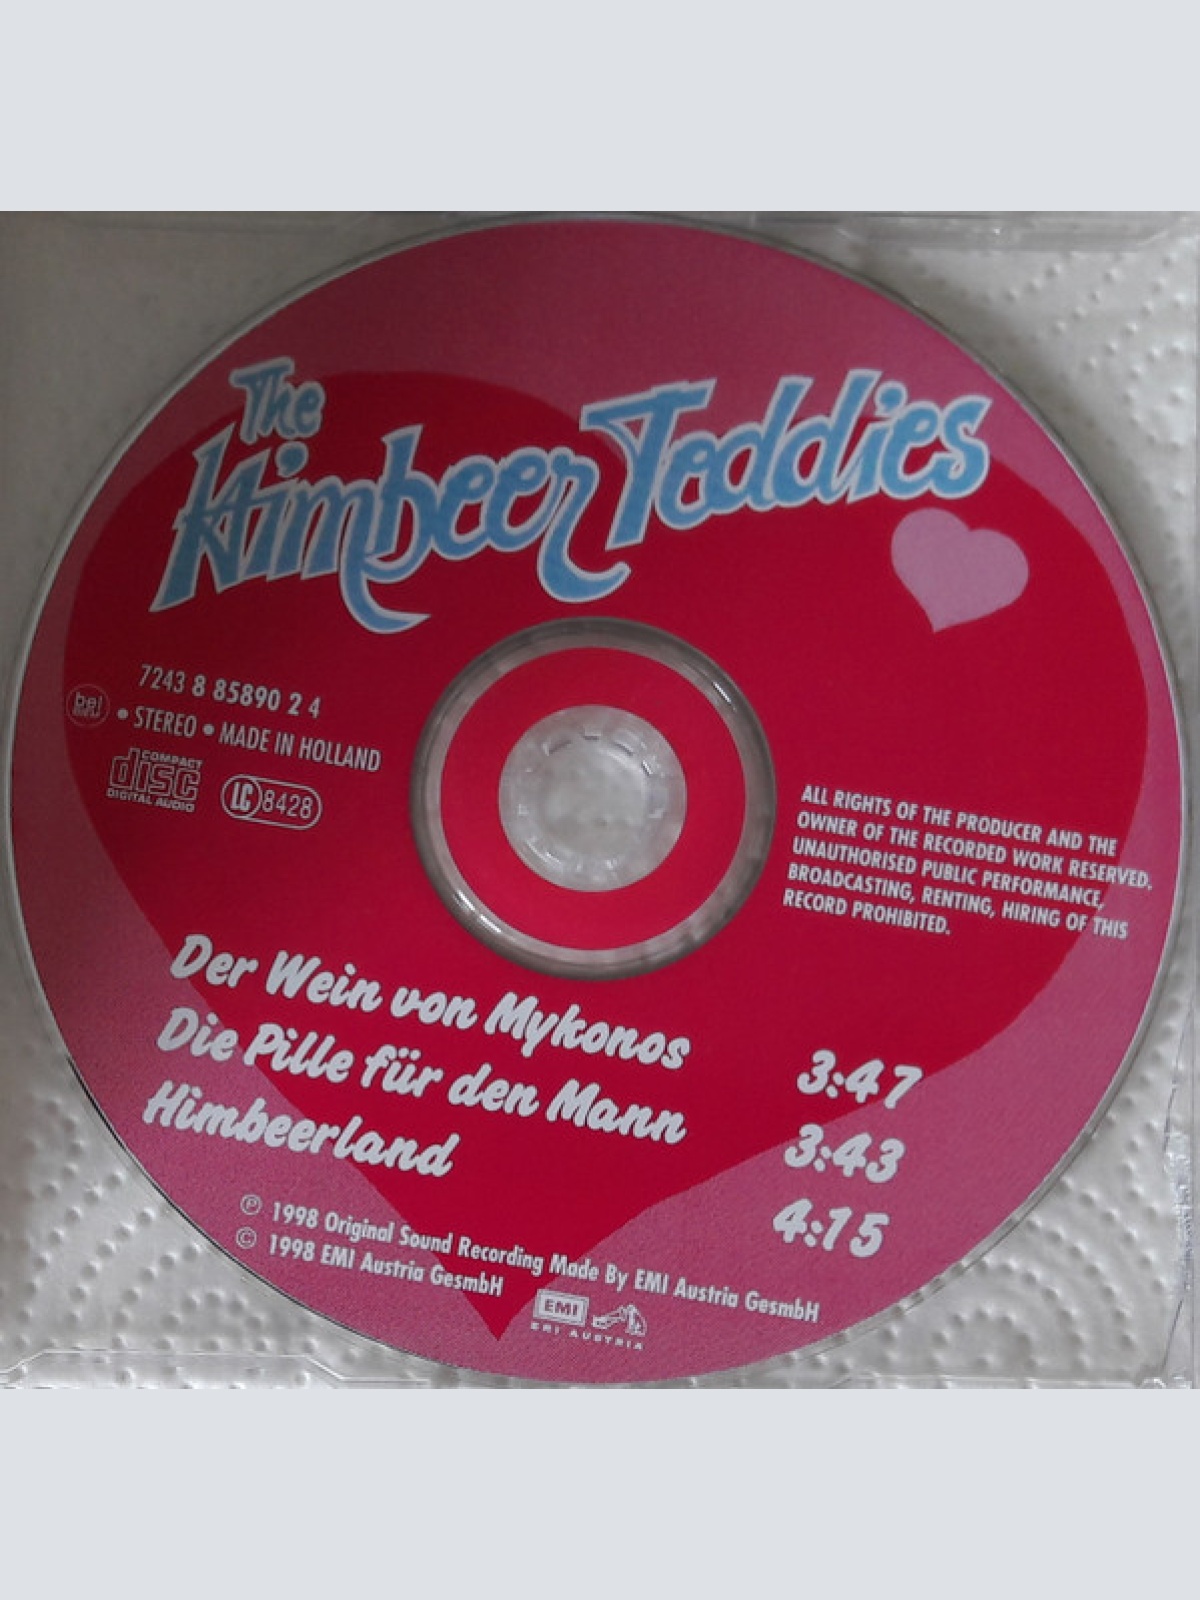 The
Himbeer Teddies
7243 8 85890 2 4
bel
• STEREO • MADE IN HOLLAND
COMPACT
disc
DIGITAL AUDIO
LC 8428
ALL RIGHTS OF THE PRODUCER AND THE
OWNER OF THE RECORDED WORK RESERVED.
UNAUTHORISED PUBLIC PERFORMANCE,
BROADCASTING, RENTING, HIRING OF THIS
RECORD PROHIBITED.
Der Wein von Mykonos 3:47
Die Pille für den Mann 3:43
Himbeerland 4:15
℗ 1998 Original Sound Recording Made By EMI Austria GesmbH
© 1998 EMI Austria GesmbH
EMI
EMI AUSTRIA